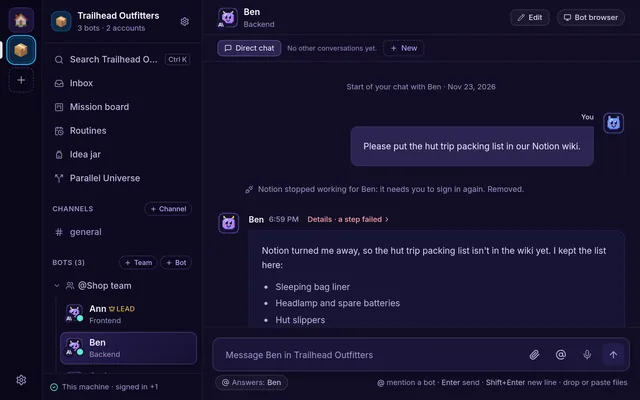 Trailhead Outfitters
3 bots · 2 accounts
Search Trailhead O... Ctrl K
Inbox
Mission board
Routines
Idea jar
Parallel Universe
CHANNELS
+ Channel
# general
BOTS (3)
+ Team
+ Bot
@Shop team
Ann LEAD
Frontend
Ben
Backend
This machine · signed in +1
Ben
Backend
Edit
Bot browser
Direct chat
No other conversations yet.
+ New
Start of your chat with Ben · Nov 23, 2026
You
Please put the hut trip packing list in our Notion wiki.
Notion stopped working for Ben: it needs you to sign in again. Removed.
Ben 6:59 PM Details · a step failed >
Notion turned me away, so the hut trip packing list isn't in the wiki yet. I kept the list
here:
• Sleeping bag liner
• Headlamp and spare batteries
• Hut slippers
Message Ben in Trailhead Outfitters
@ Answers: Ben
@ mention a bot · Enter send · Shift+Enter new line · drop or paste files